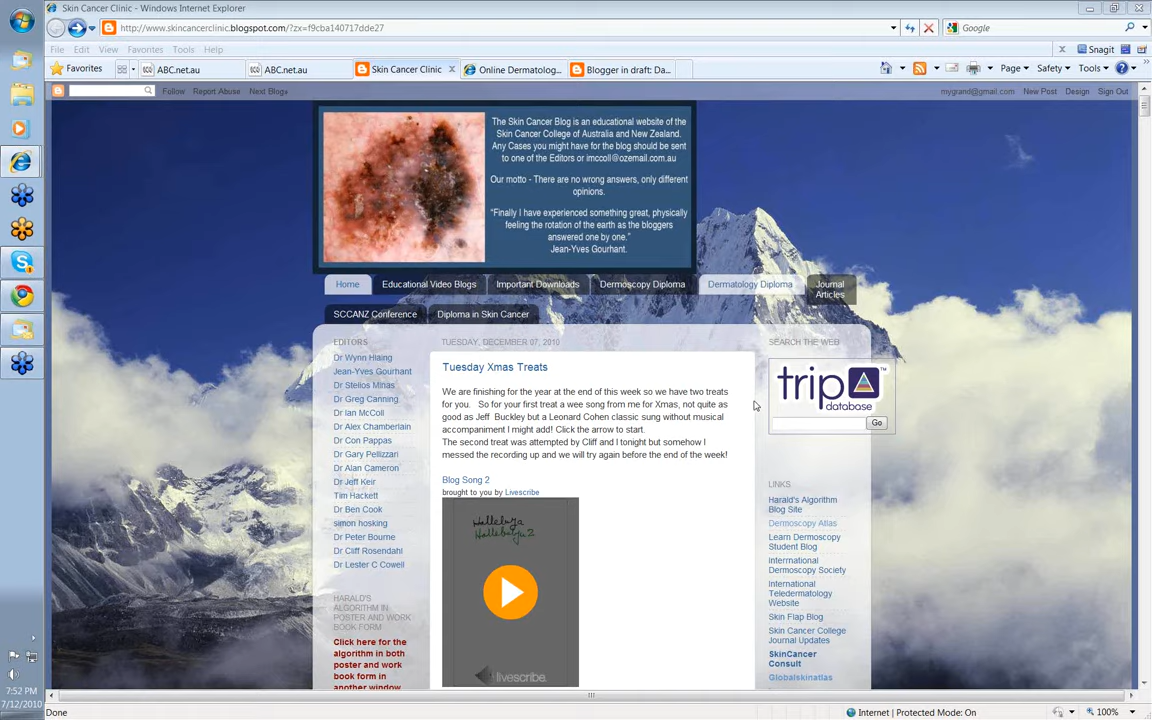 Skin Cancer Clinic - Windows Internet Explorer
http://www.skincancerclinic.blogspot.com/?zx=f9cba140717dde27
Google
File Edit View Favorites Tools Help
Snagit
Favorites
ABC.net.au
ABC.net.au
Skin Cancer Clinic
Online Dermatolog...
Blogger in draft: Da...
Page
Safety
Tools
Follow Report Abuse Next Blog»
mygrand@gmail.com New Post Design Sign Out
The Skin Cancer Blog is an educational website of the
Skin Cancer College of Australia and New Zealand.
Any Cases you might have for the blog should be sent
to one of the Editors or imccoll@ozemail.com.au
Our motto - There are no wrong answers, only different
opinions.
"Finally I have experienced something great, physically
feeling the rotation of the earth as the bloggers
answered one by one."
Jean-Yves Gourhant.
Home Educational Video Blogs Important Downloads Dermoscopy Diploma Dermatology Diploma Journal
Articles
SCCANZ Conference Diploma in Skin Cancer
EDITORS
Dr Wynn Hlaing
Jean-Yves Gourhant
Dr Stelios Minas
Dr Greg Canning
Dr Ian McColl
Dr Alex Chamberlain
Dr Con Pappas
Dr Gary Pellizzari
Dr Alan Cameron
Dr Jeff Keir
Tim Hackett
Dr Ben Cook
simon hosking
Dr Peter Bourne
Dr Cliff Rosendahl
Dr Lester C Cowell
HARALD'S
ALGORITHM IN
POSTER AND WORK
BOOK FORM
Click here for the
algorithm in both
poster and work
book form in
another window
TUESDAY, DECEMBER 07, 2010
Tuesday Xmas Treats
We are finishing for the year at the end of this week so we have two treats
for you. So for your first treat a wee song from me for Xmas, not quite as
good as Jeff Buckley but a Leonard Cohen classic sung without musical
accompaniment I might add! Click the arrow to start.
The second treat was attempted by Cliff and I tonight but somehow I
messed the recording up and we will try again before the end of the week!
Blog Song 2
brought to you by Livescribe
livescribe
SEARCH THE WEB
trip
database
Go
LINKS
Harald's Algorithm
Blog Site
Dermoscopy Atlas
Learn Dermoscopy
Student Blog
International
Dermoscopy Society
International
Teledermatology
Website
Skin Flap Blog
Skin Cancer College
Journal Updates
SkinCancer
Consult
Globalskinatlas
7:52 PM
7/12/2010
Done
Internet | Protected Mode: On
100%